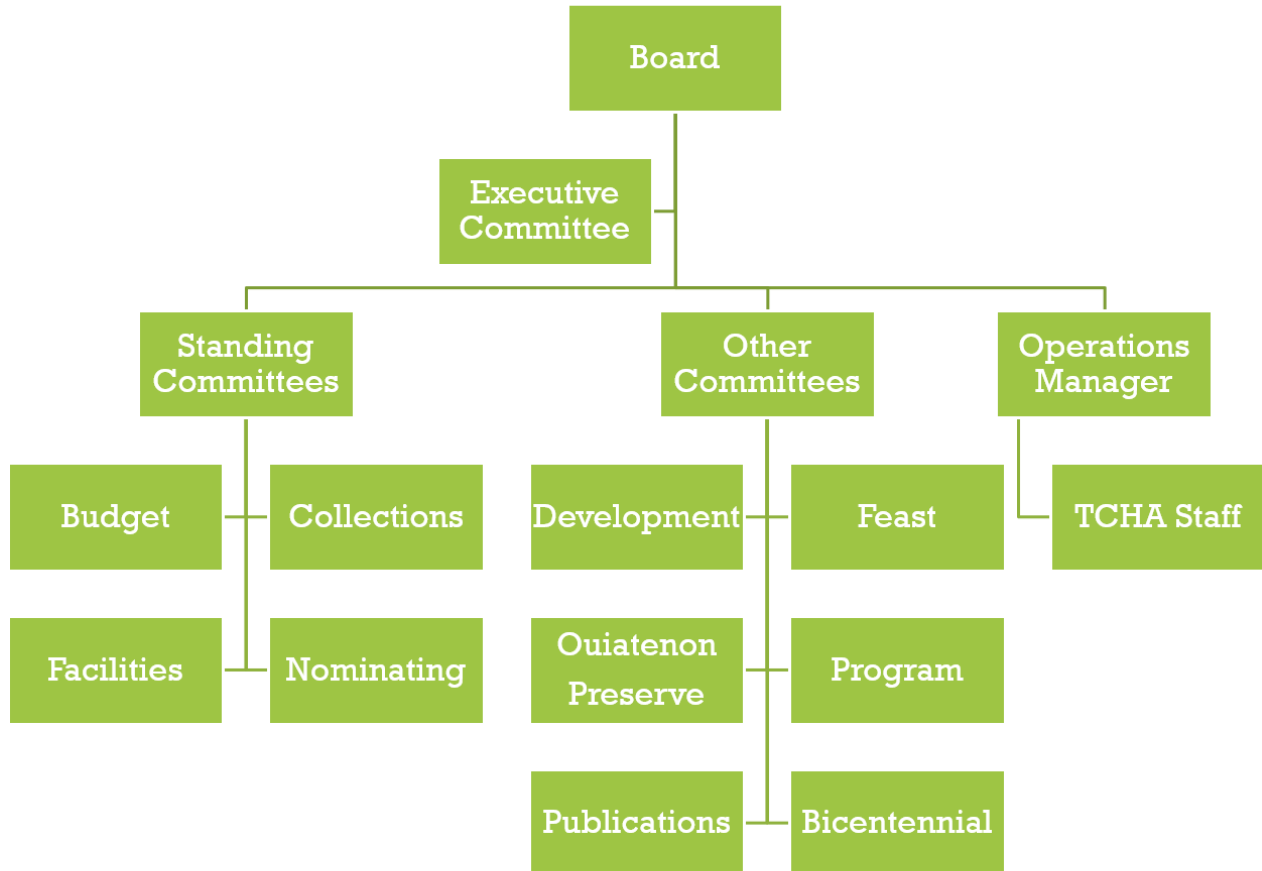 Board
Executive
Committee
Standing
Committees
Other
Committees
Operations
Manager
Budget
Collections
Development
Feast
TCHA Staff
Facilities
Nominating
Ouiatenon
Preserve
Program
Publications
Bicentennial